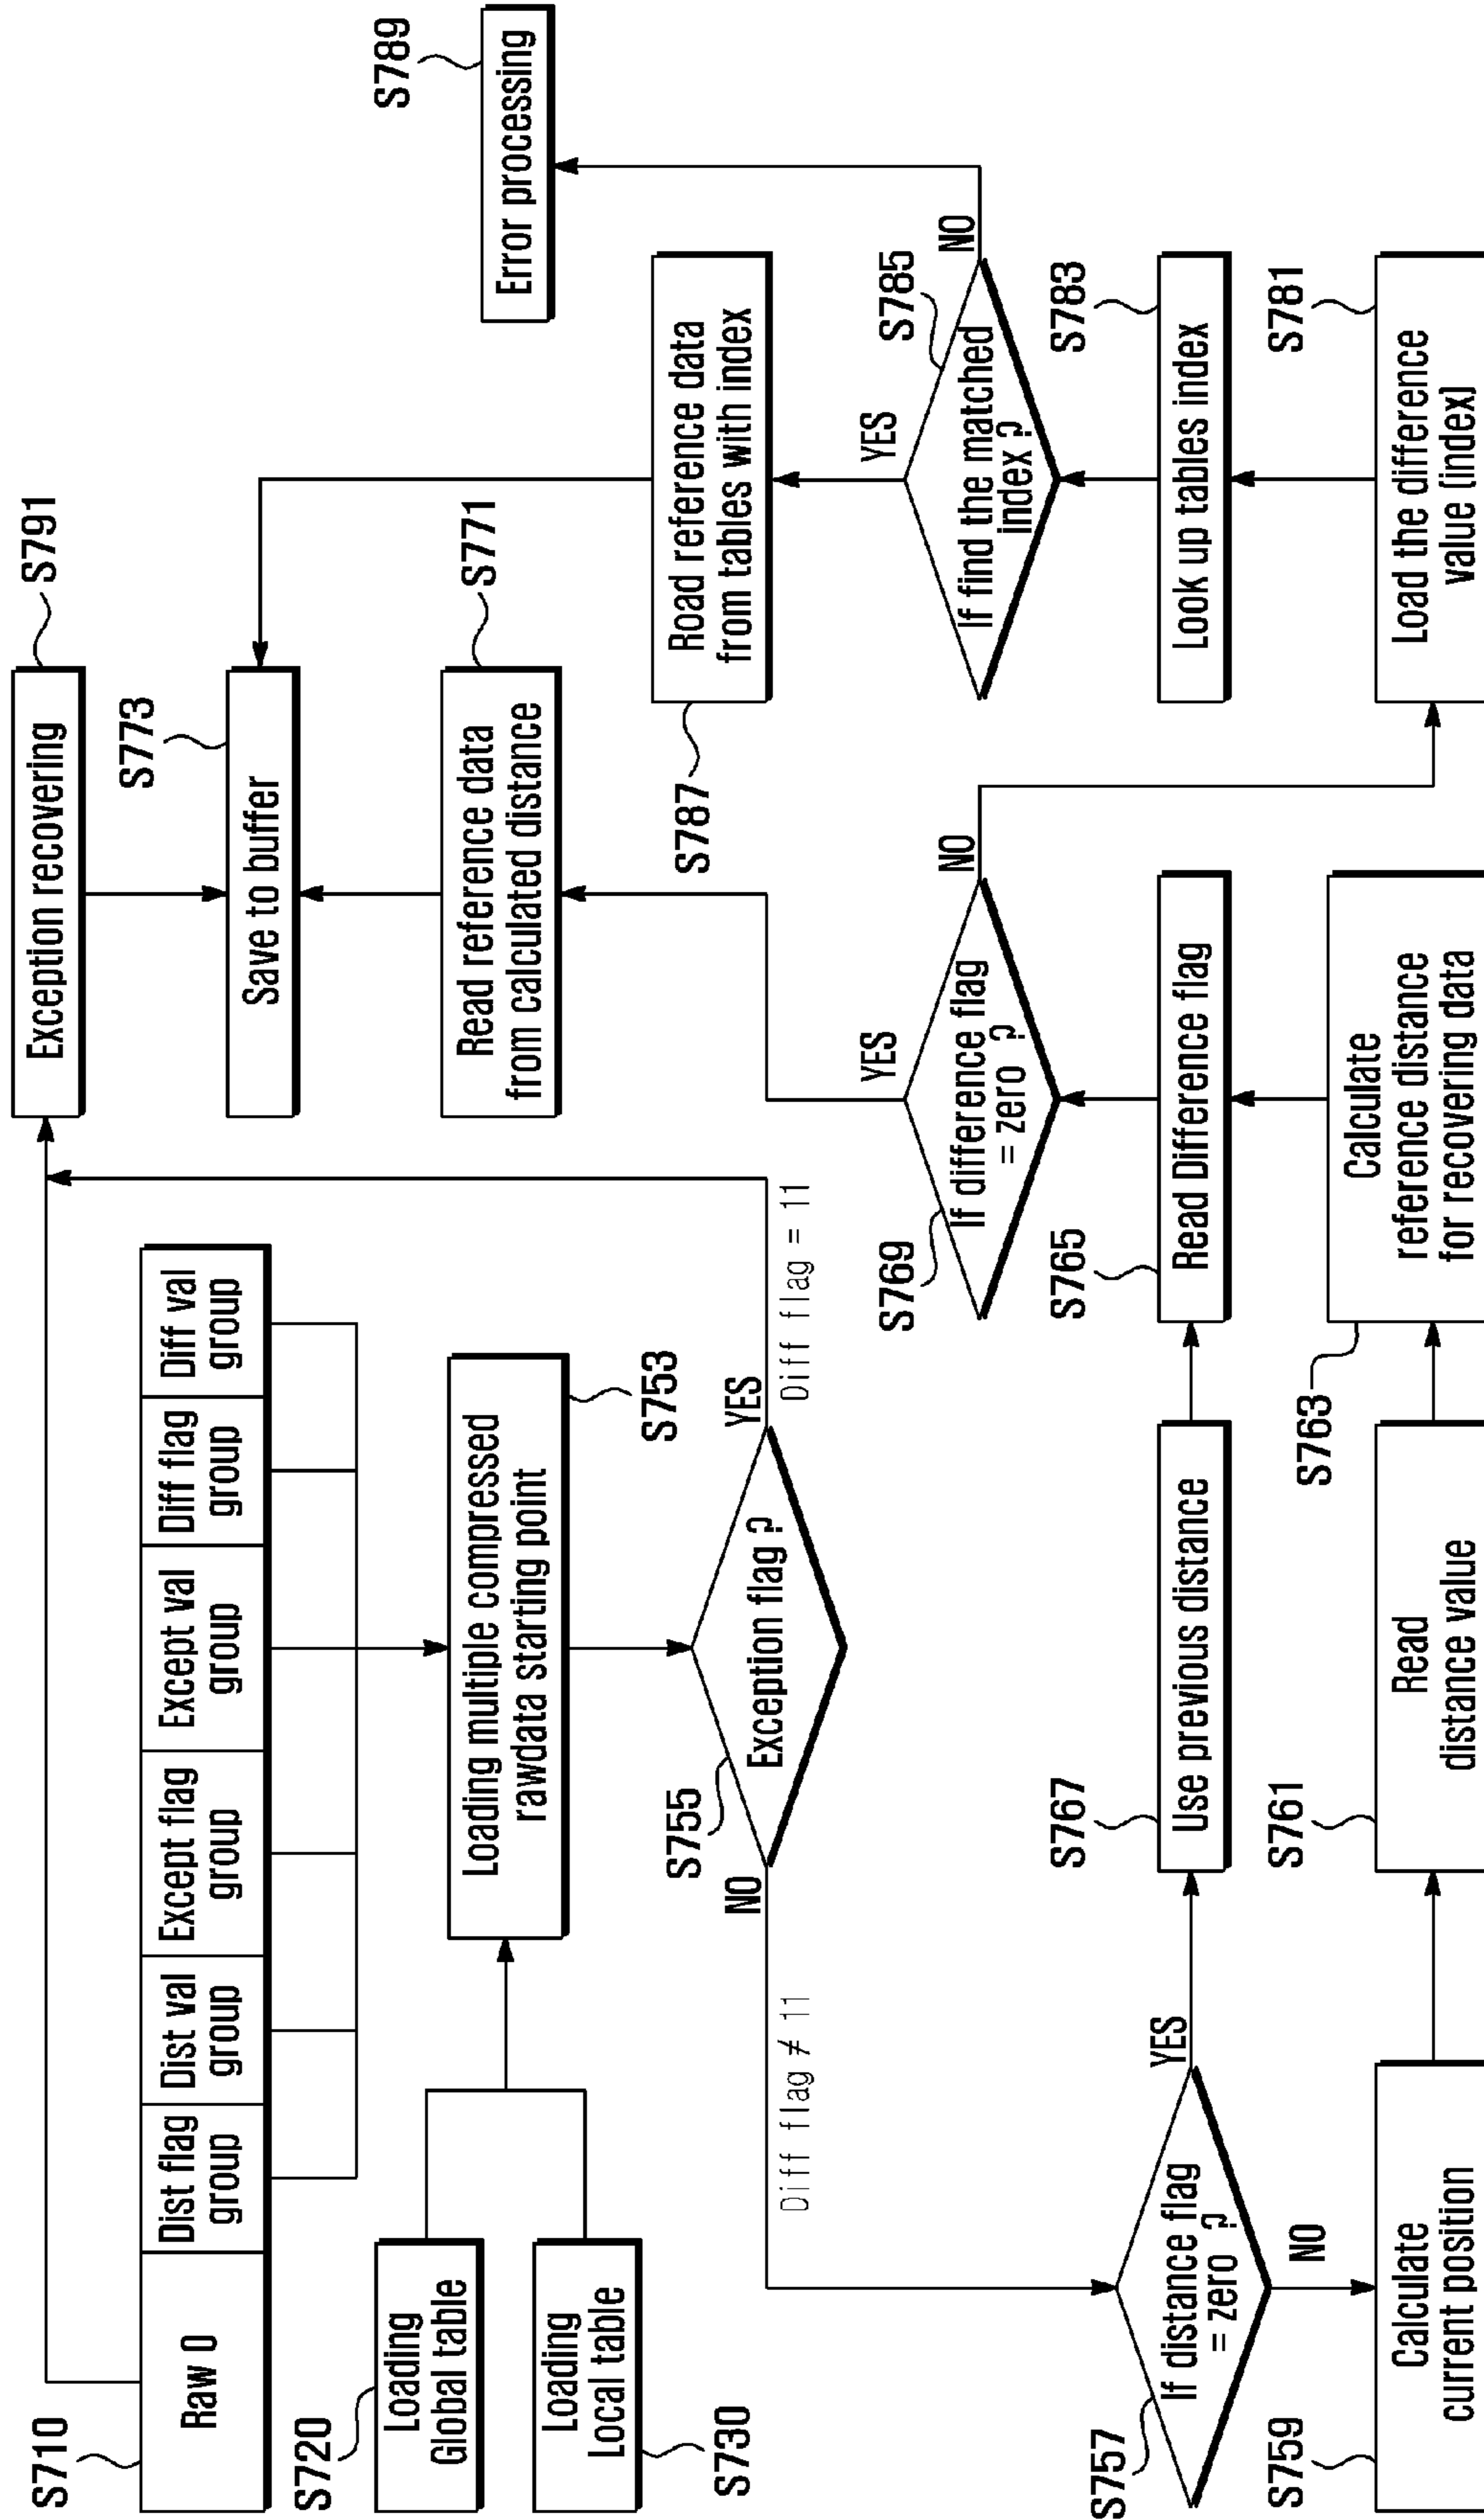 S710
Raw 0
Dist flag
group
Dist val
group
Except flag
group
Except val
group
Diff flag
group
Diff val
group
S720
Loading
Global table
Loading
Local table
S730
Loading multiple compressed
rawdata starting point
S753
S755
Exception flag ?
NO
YES
Diff flag ≠ 11
Diff flag = 11
S757
If distance flag
= zero ?
YES
NO
S759
Calculate
current position
S761
Read
distance value
S767
Use previous distance
S763
Calculate
reference distance
for recovering data
S765
Read Difference flag
S769
If difference flag
= zero ?
YES
NO
S791
Exception recovering
S773
Save to buffer
S771
Read reference data
from calculated distance
S787
Road reference data
from tables with index
S789
Error processing
S785
If find the matched
index ?
YES
NO
S783
Look up tables index
S781
Load the difference
value (index)